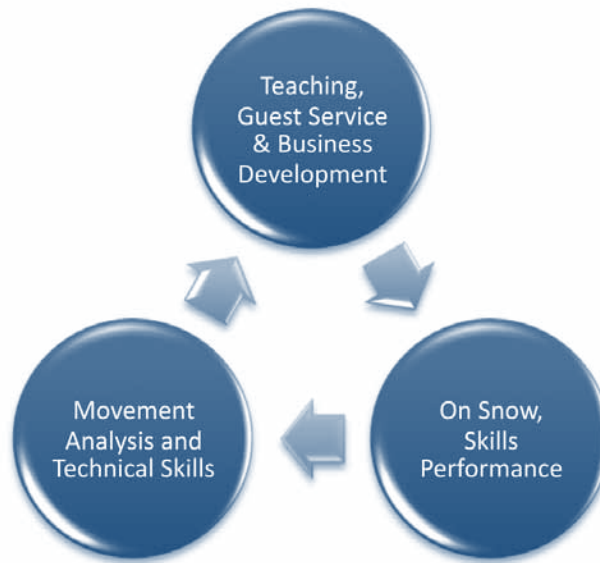 Teaching,
Guest Service
& Business
Development
On Snow,
Skills
Performance
Movement
Analysis and
Technical Skills